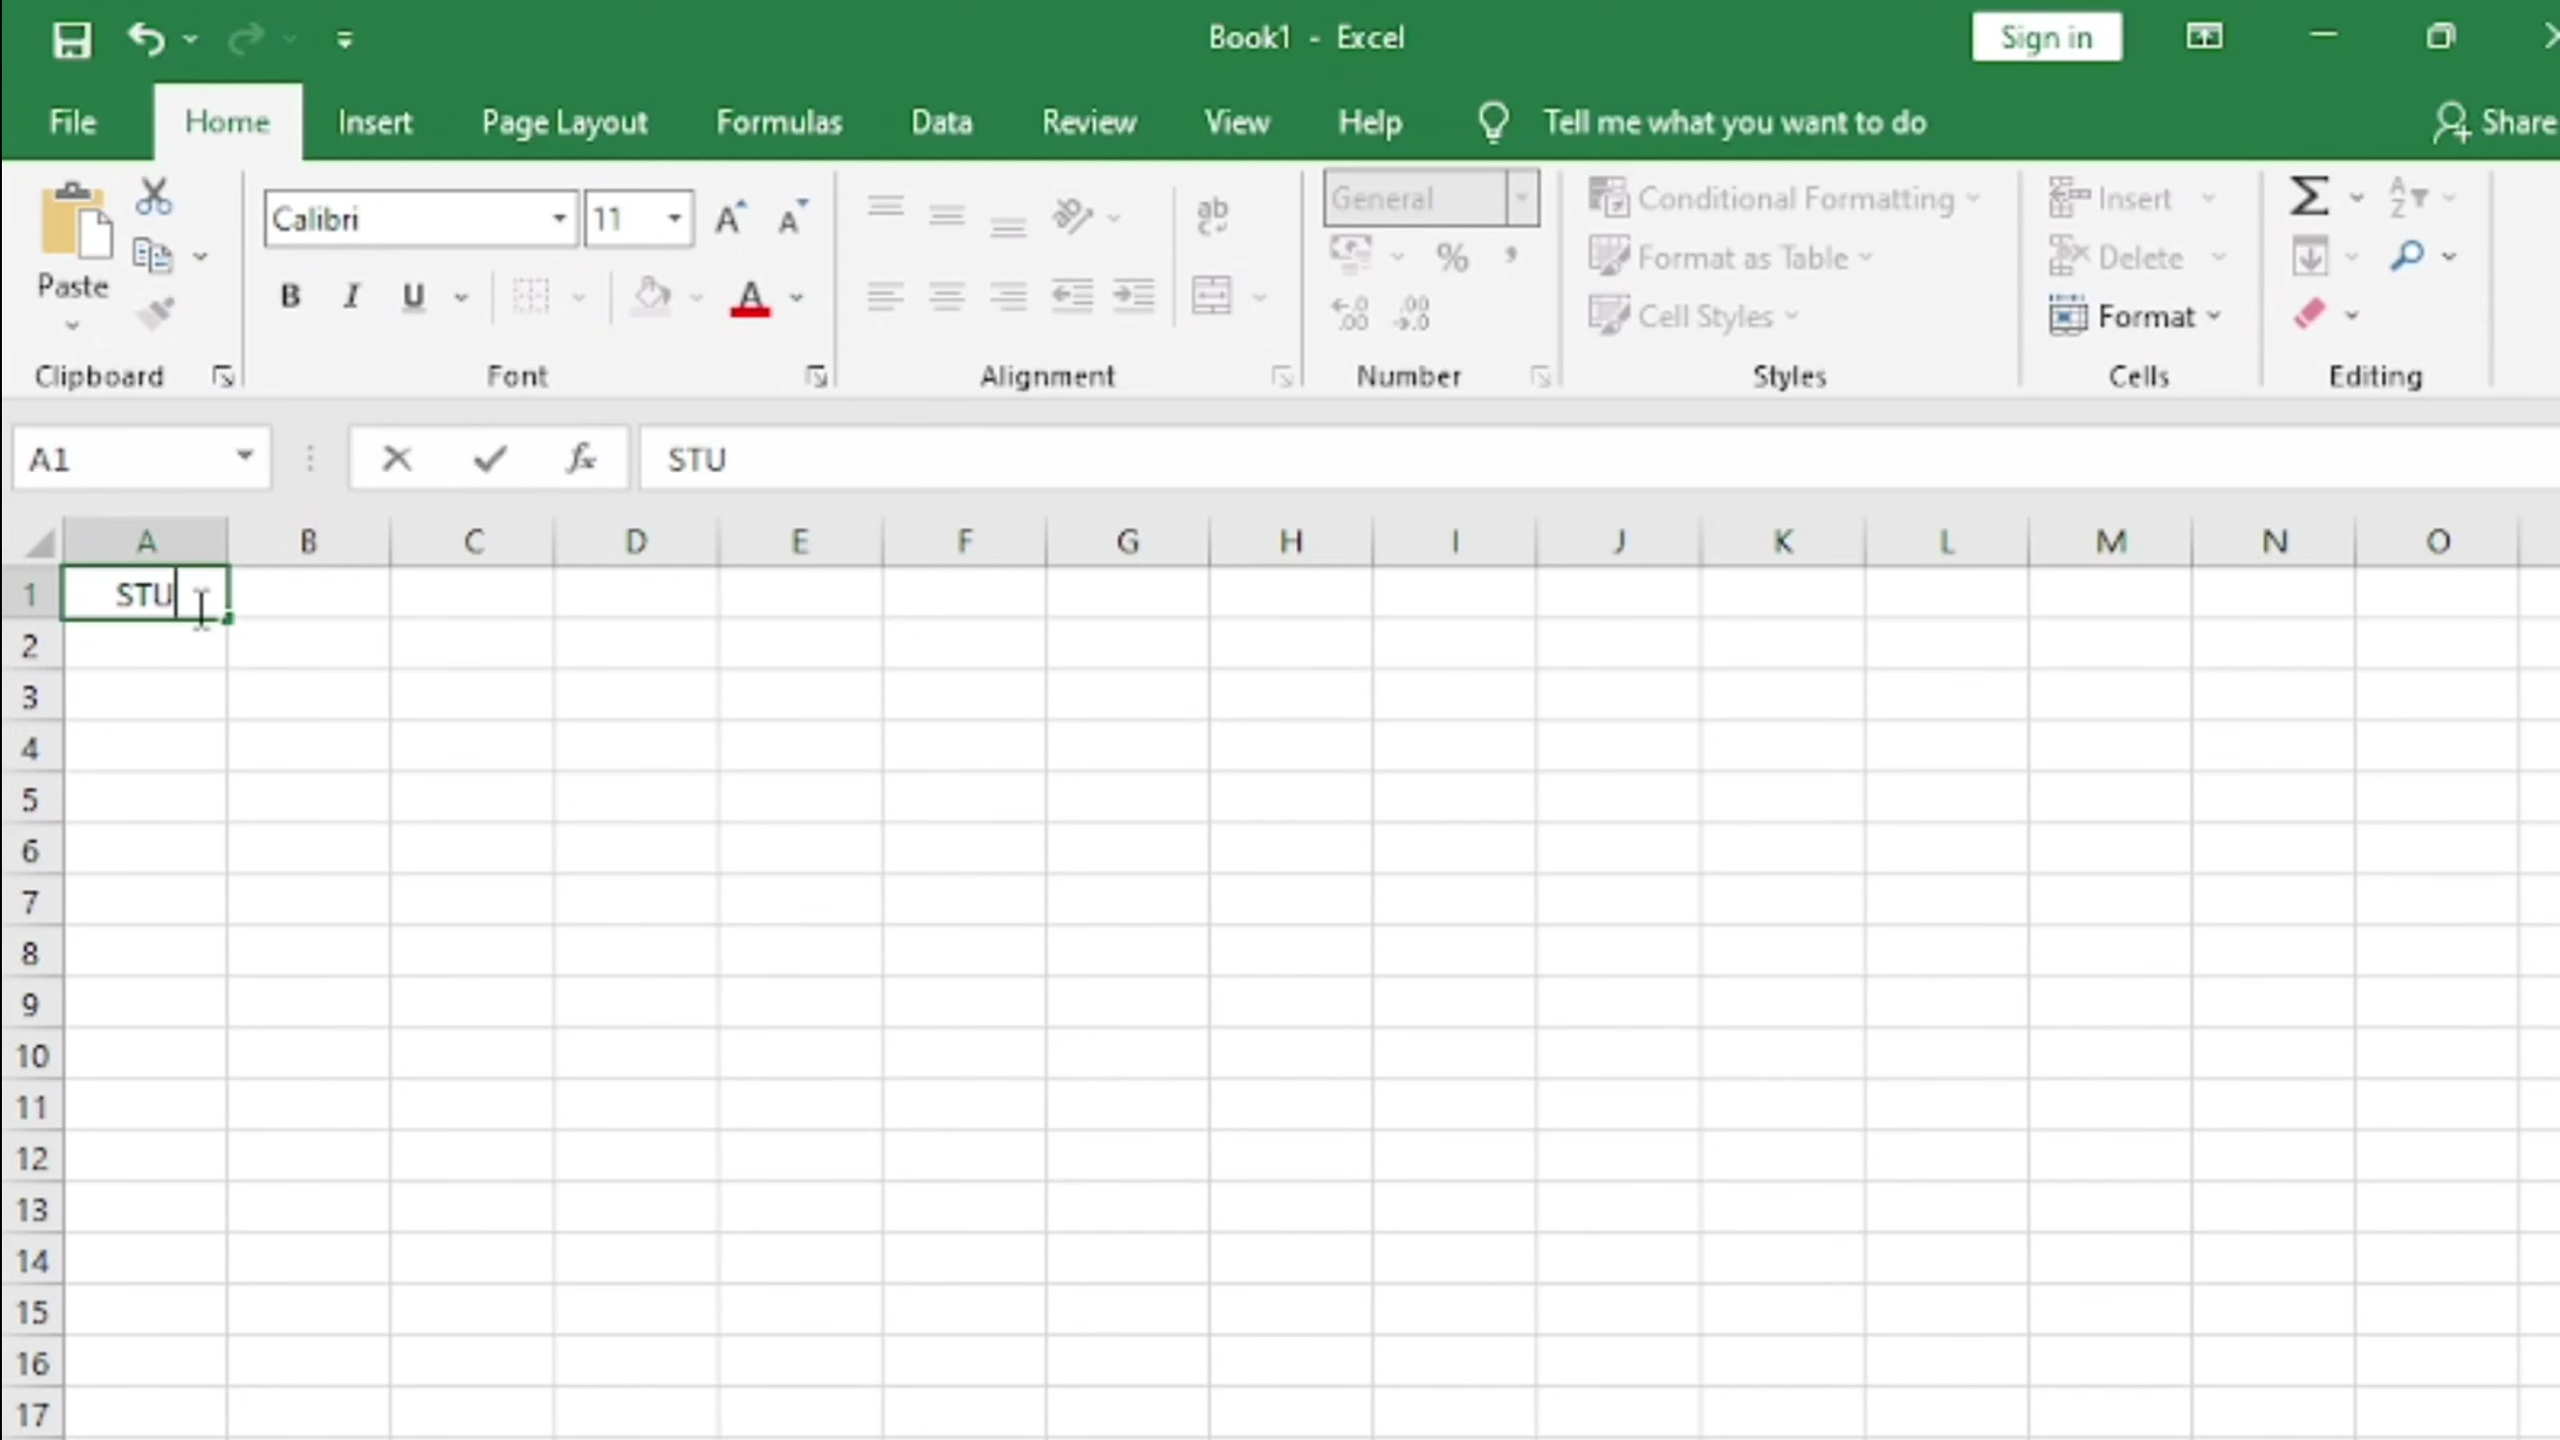 Book1 - Excel
Sign in
File Home Insert Page Layout Formulas Data Review View Help Tell me what you want to do Share
Paste
Calibri 11 A A
B I U A
ab
General
% ,
Conditional Formatting
Format as Table
Cell Styles
Insert
Delete
Format
Clipboard Font Alignment Number Styles Cells Editing
A1 fx STU
A B C D E F G H I J K L M N O
1 STU
2
3
4
5
6
7
8
9
10
11
12
13
14
15
16
17